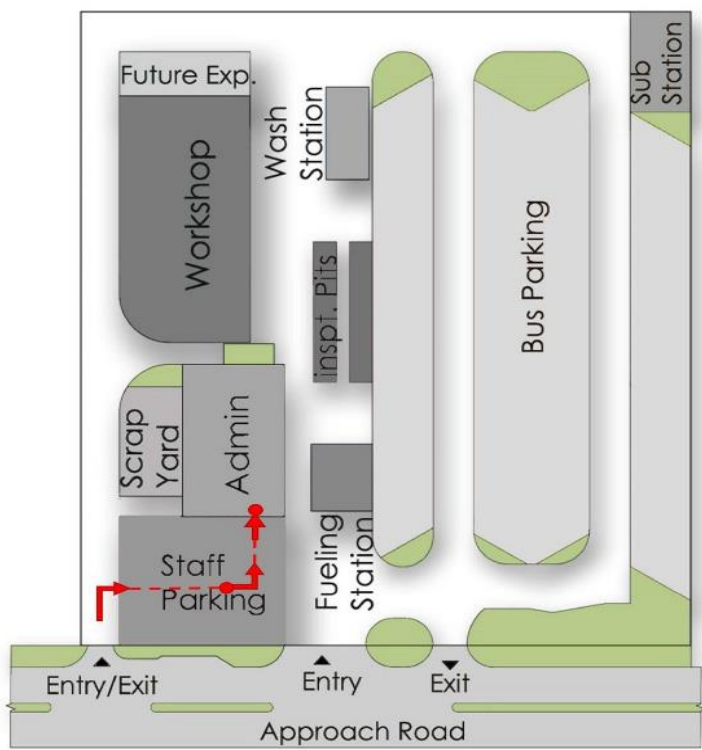 Future Exp.
Sub
Station
Wash
Station
Workshop
inspt. Pits
Bus Parking
Scrap
Yard
Admin
Staff
Parking
Fueling
Station
Entry/Exit
Entry
Exit
Approach Road